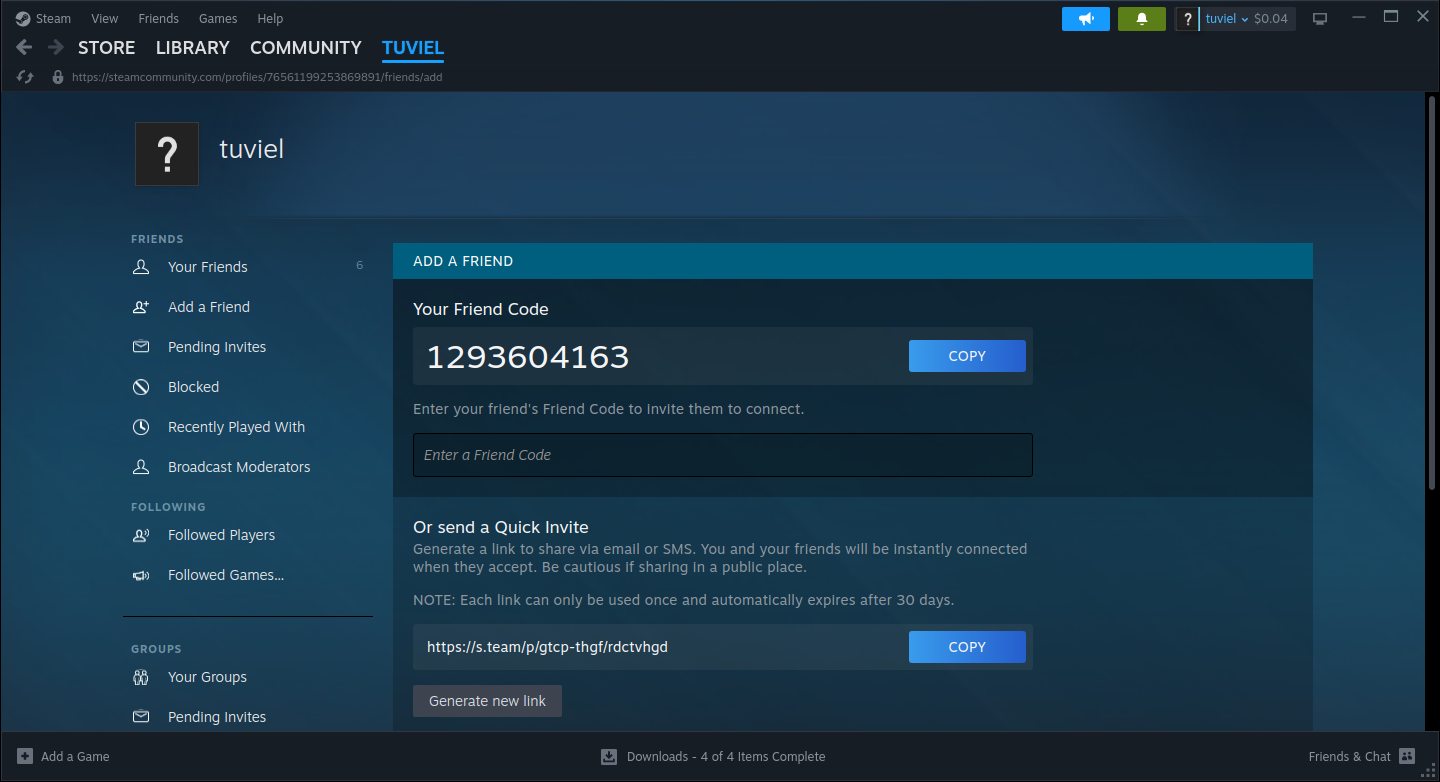 Steam View Friends Games Help
? tuviel $0.04
STORE LIBRARY COMMUNITY TUVIEL
https://steamcommunity.com/profiles/76561199253869891/friends/add
? tuviel
FRIENDS
Your Friends 6
Add a Friend
Pending Invites
Blocked
Recently Played With
Broadcast Moderators
FOLLOWING
Followed Players
Followed Games...
GROUPS
Your Groups
Pending Invites
ADD A FRIEND
Your Friend Code
1293604163 COPY
Enter your friend's Friend Code to invite them to connect.
Enter a Friend Code
Or send a Quick Invite
Generate a link to share via email or SMS. You and your friends will be instantly connected
when they accept. Be cautious if sharing in a public place.
NOTE: Each link can only be used once and automatically expires after 30 days.
https://s.team/p/gtcp-thgf/rdctvhgd COPY
Generate new link
Add a Game
Downloads - 4 of 4 Items Complete
Friends & Chat